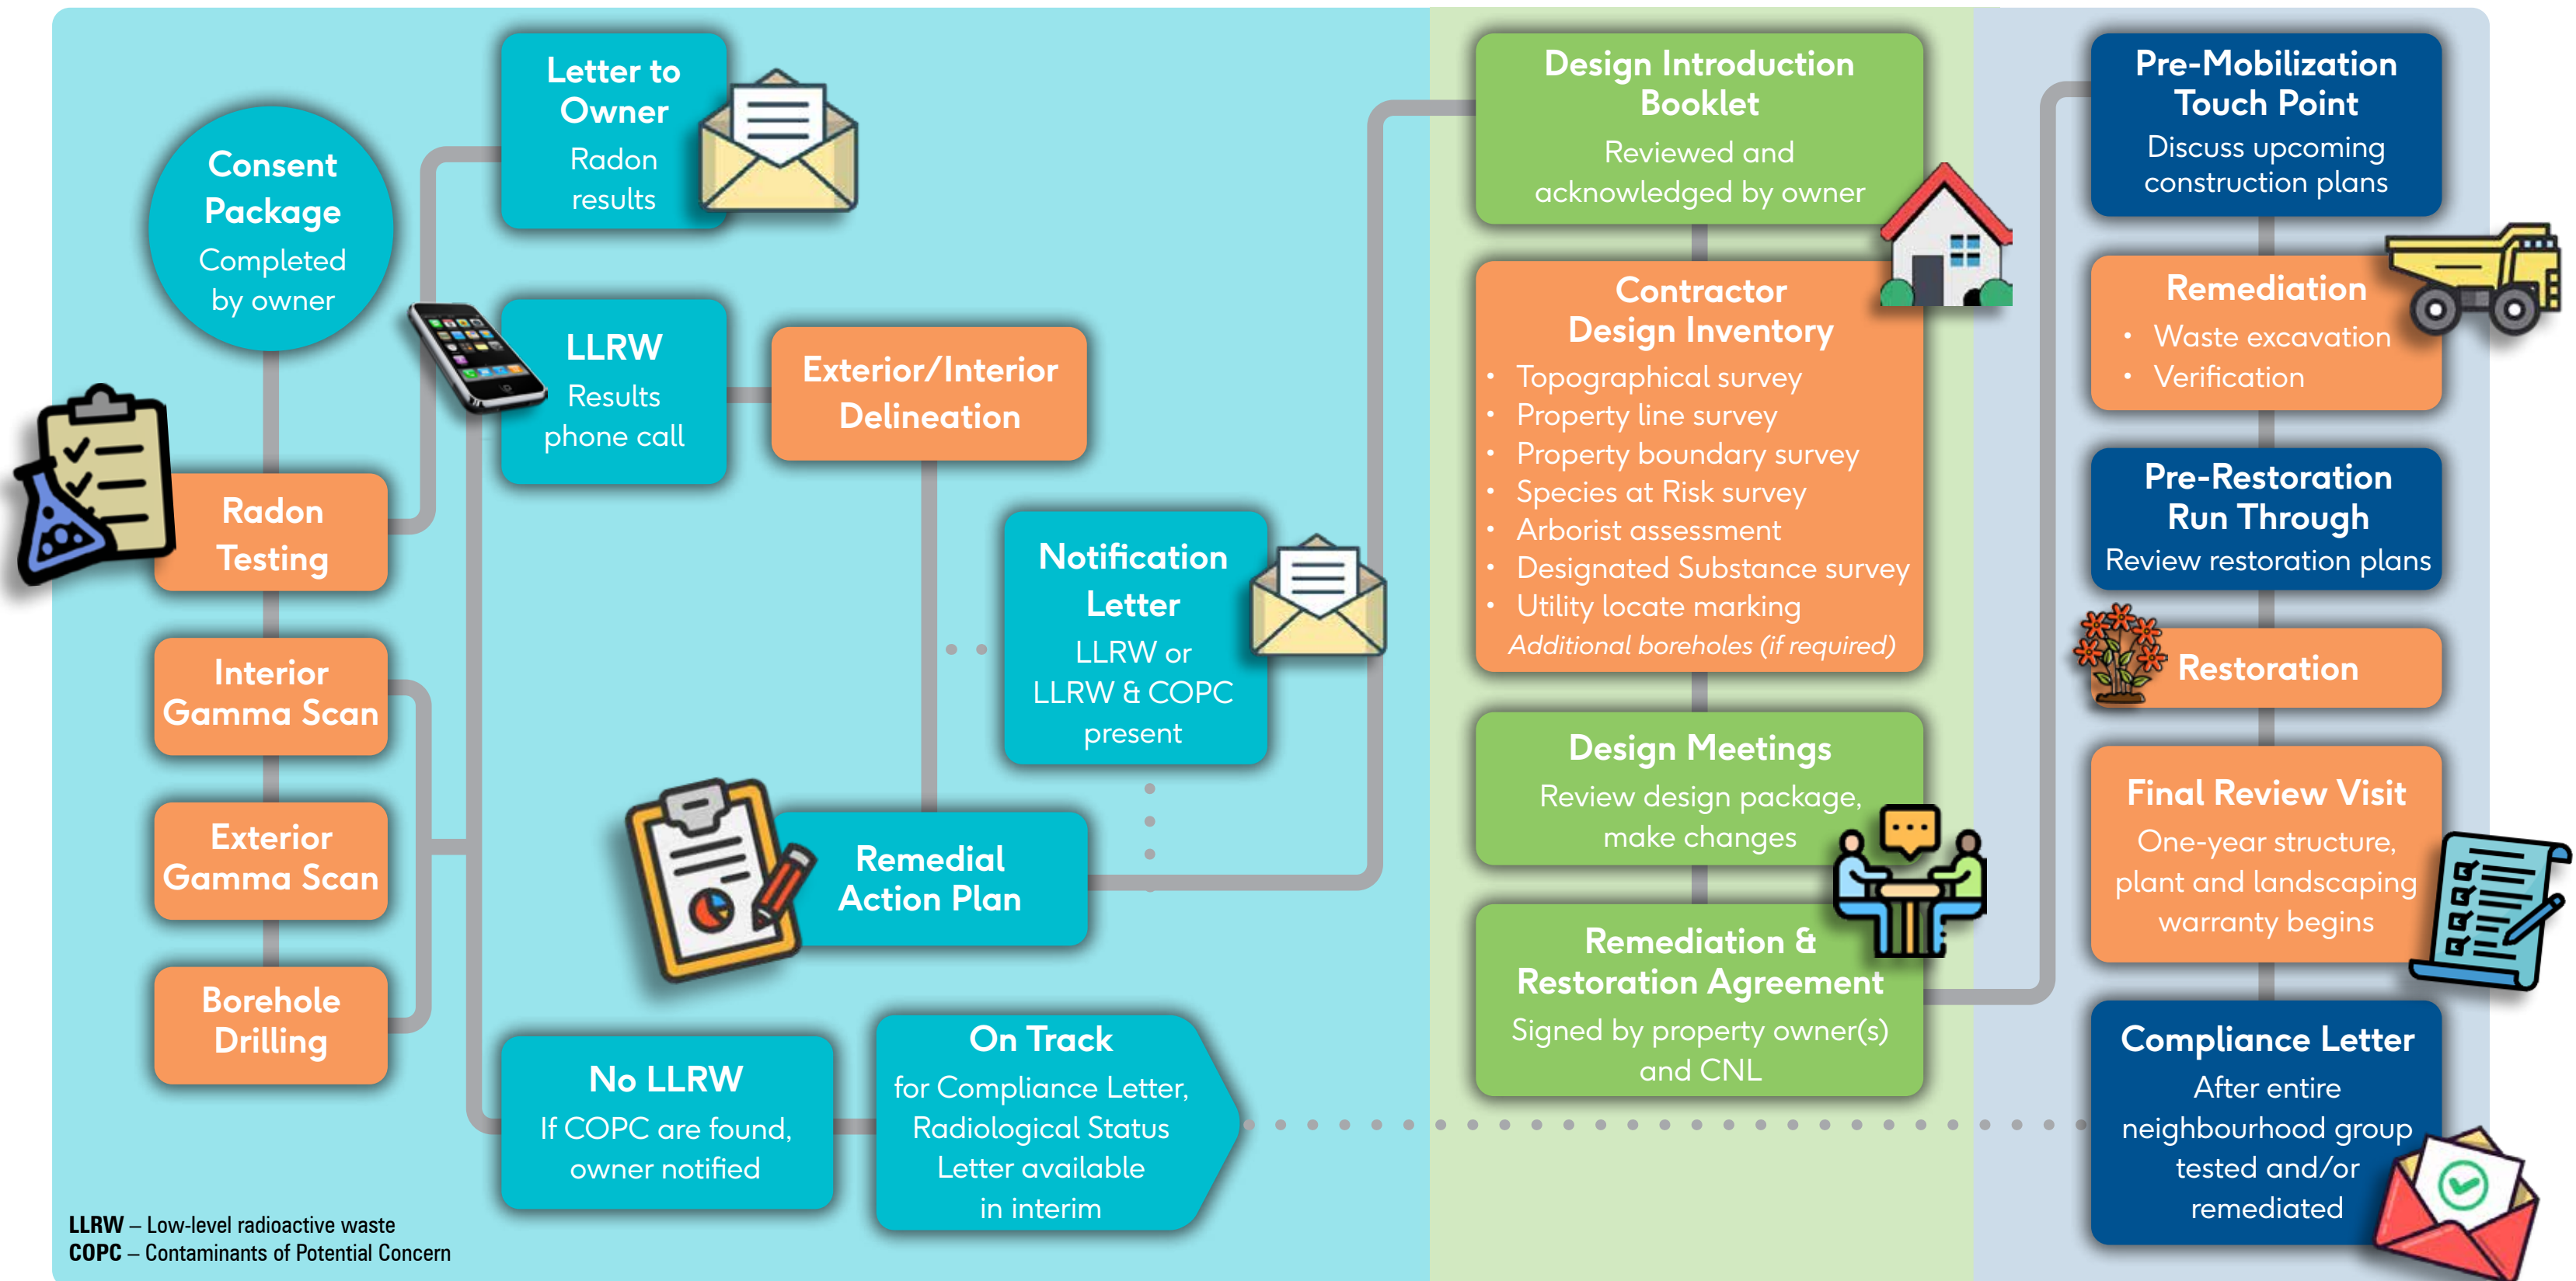 Consent
Package
Completed
by owner
Radon
Testing
Interior
Gamma Scan
Exterior
Gamma Scan
Borehole
Drilling
Letter to
Owner
Radon
results
LLRW
Results
phone call
Exterior/Interior
Delineation
Notification
Letter
LLRW or
LLRW & COPC
present
Remedial
Action Plan
No LLRW
If COPC are found,
owner notified
On Track
for Compliance Letter,
Radiological Status
Letter available
in interim
LLRW – Low-level radioactive waste
COPC – Contaminants of Potential Concern
Design Introduction
Booklet
Reviewed and
acknowledged by owner
Contractor
Design Inventory
• Topographical survey
• Property line survey
• Property boundary survey
• Species at Risk survey
• Arborist assessment
• Designated Substance survey
• Utility locate marking
Additional boreholes (if required)
Design Meetings
Review design package,
make changes
Remediation &
Restoration Agreement
Signed by property owner(s)
and CNL
Pre-Mobilization
Touch Point
Discuss upcoming
construction plans
Remediation
• Waste excavation
• Verification
Pre-Restoration
Run Through
Review restoration plans
Restoration
Final Review Visit
One-year structure,
plant and landscaping
warranty begins
Compliance Letter
After entire
neighbourhood group
tested and/or
remediated